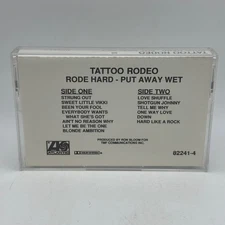 TATTOO RODEO
RODE HARD - PUT AWAY WET
SIDE ONE
STRUNG OUT
SWEET LITTLE VIKKI
BEEN YOUR FOOL
EVERYBODY WANTS
WHAT SHE'S GOT
AIN'T NO REASON WHY
LET ME BE THE ONE
BLONDE AMBITION
SIDE TWO
LOVE SHUFFLE
SHOTGUN JOHNNY
TELL ME WHY
ONE WAY LOVE
DOWN
HARD LIKE A ROCK
ATLANTIC
82241-4